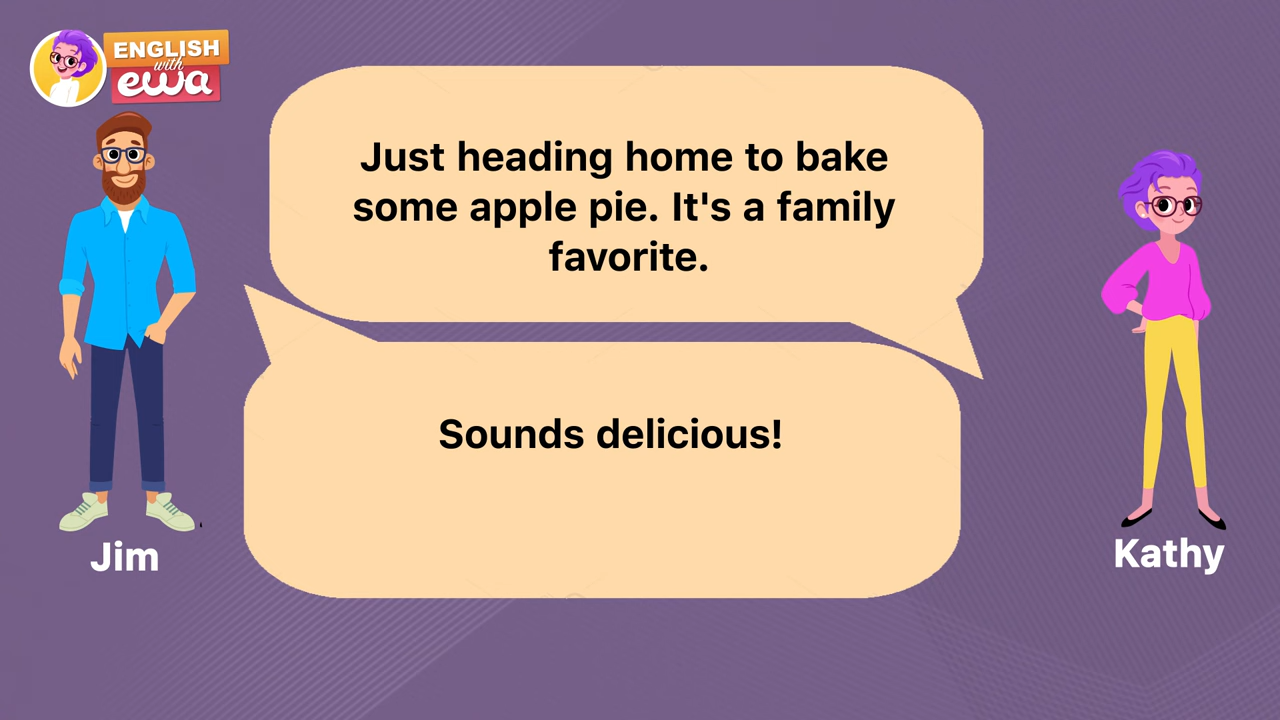 ENGLISH
with
ewa
Just heading home to bake
some apple pie. It's a family
favorite.
Sounds delicious!
Jim
Kathy